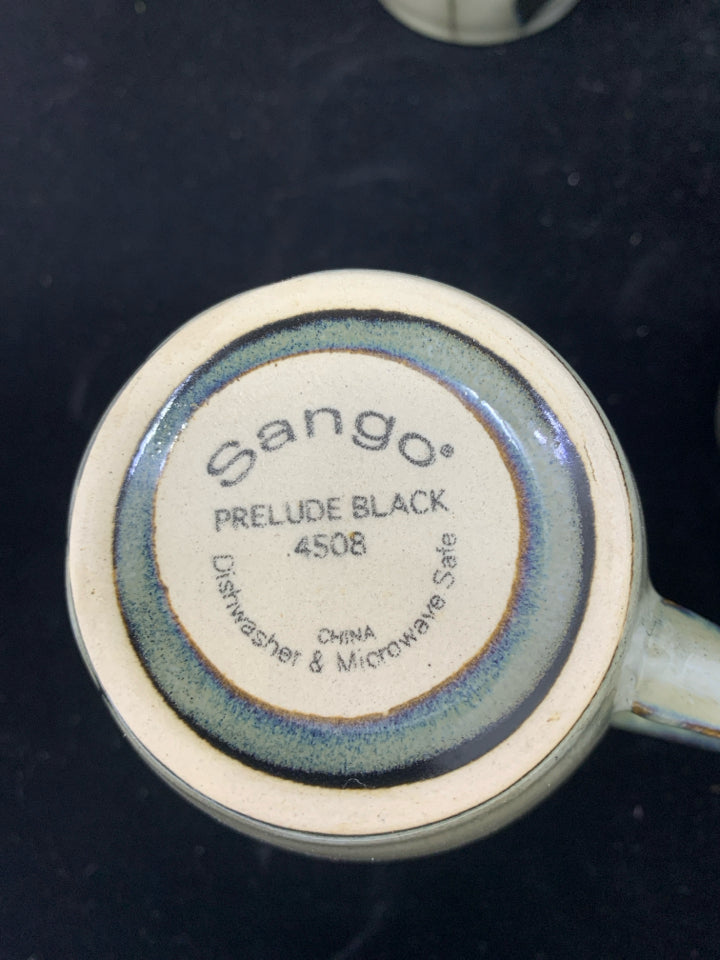 Sango®
PRELUDE BLACK
4508
CHINA
Dishwasher & Microwave Safe